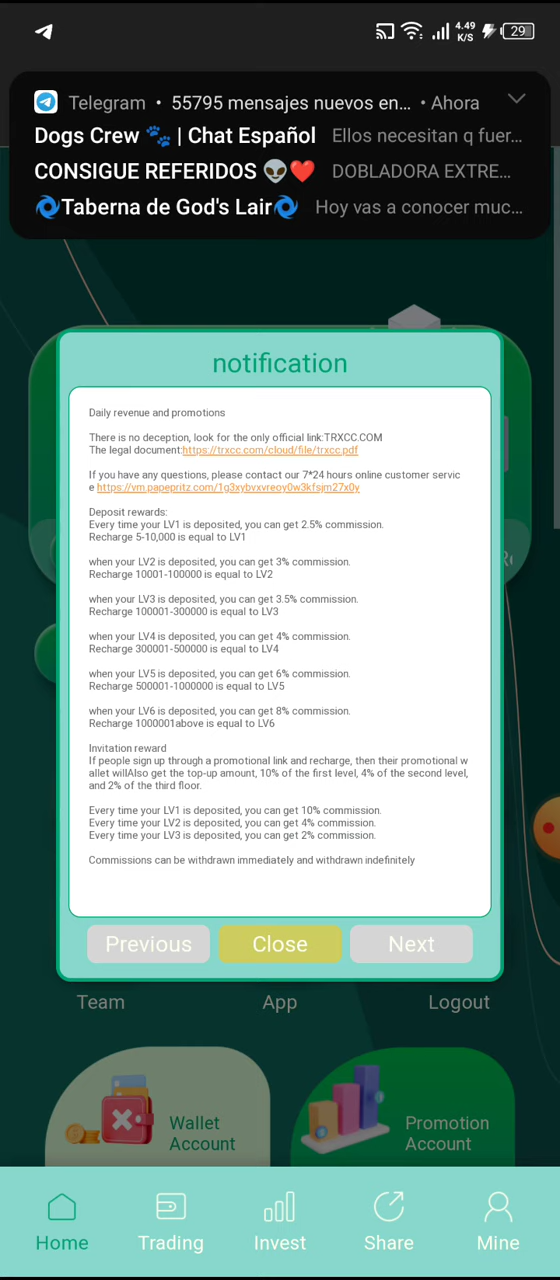 4.49
K/S
29
Telegram • 55795 mensajes nuevos en... • Ahora
Dogs Crew 🐾 | Chat Español Ellos necesitan q fuer...
CONSIGUE REFERIDOS 👽❤️ DOBLADORA EXTRE...
🌀Taberna de God's Lair🌀 Hoy vas a conocer muc...
notification
Daily revenue and promotions
There is no deception, look for the only official link:TRXCC.COM
The legal document:https://trxcc.com/cloud/file/trxcc.pdf
If you have any questions, please contact our 7*24 hours online customer servic
e https://vm.papepritz.com/1g3xybvxvreoy0w3kfsjm27x0y
Deposit rewards:
Every time your LV1 is deposited, you can get 2.5% commission.
Recharge 5-10,000 is equal to LV1
when your LV2 is deposited, you can get 3% commission.
Recharge 10001-100000 is equal to LV2
when your LV3 is deposited, you can get 3.5% commission.
Recharge 100001-300000 is equal to LV3
when your LV4 is deposited, you can get 4% commission.
Recharge 300001-500000 is equal to LV4
when your LV5 is deposited, you can get 6% commission.
Recharge 500001-1000000 is equal to LV5
when your LV6 is deposited, you can get 8% commission.
Recharge 1000001above is equal to LV6
Invitation reward
If people sign up through a promotional link and recharge, then their promotional w
allet willAlso get the top-up amount, 10% of the first level, 4% of the second level,
and 2% of the third floor.
Every time your LV1 is deposited, you can get 10% commission.
Every time your LV2 is deposited, you can get 4% commission.
Every time your LV3 is deposited, you can get 2% commission.
Commissions can be withdrawn immediately and withdrawn indefinitely
Previous Close Next
Team App Logout
Wallet
Account
Promotion
Account
Home Trading Invest Share Mine